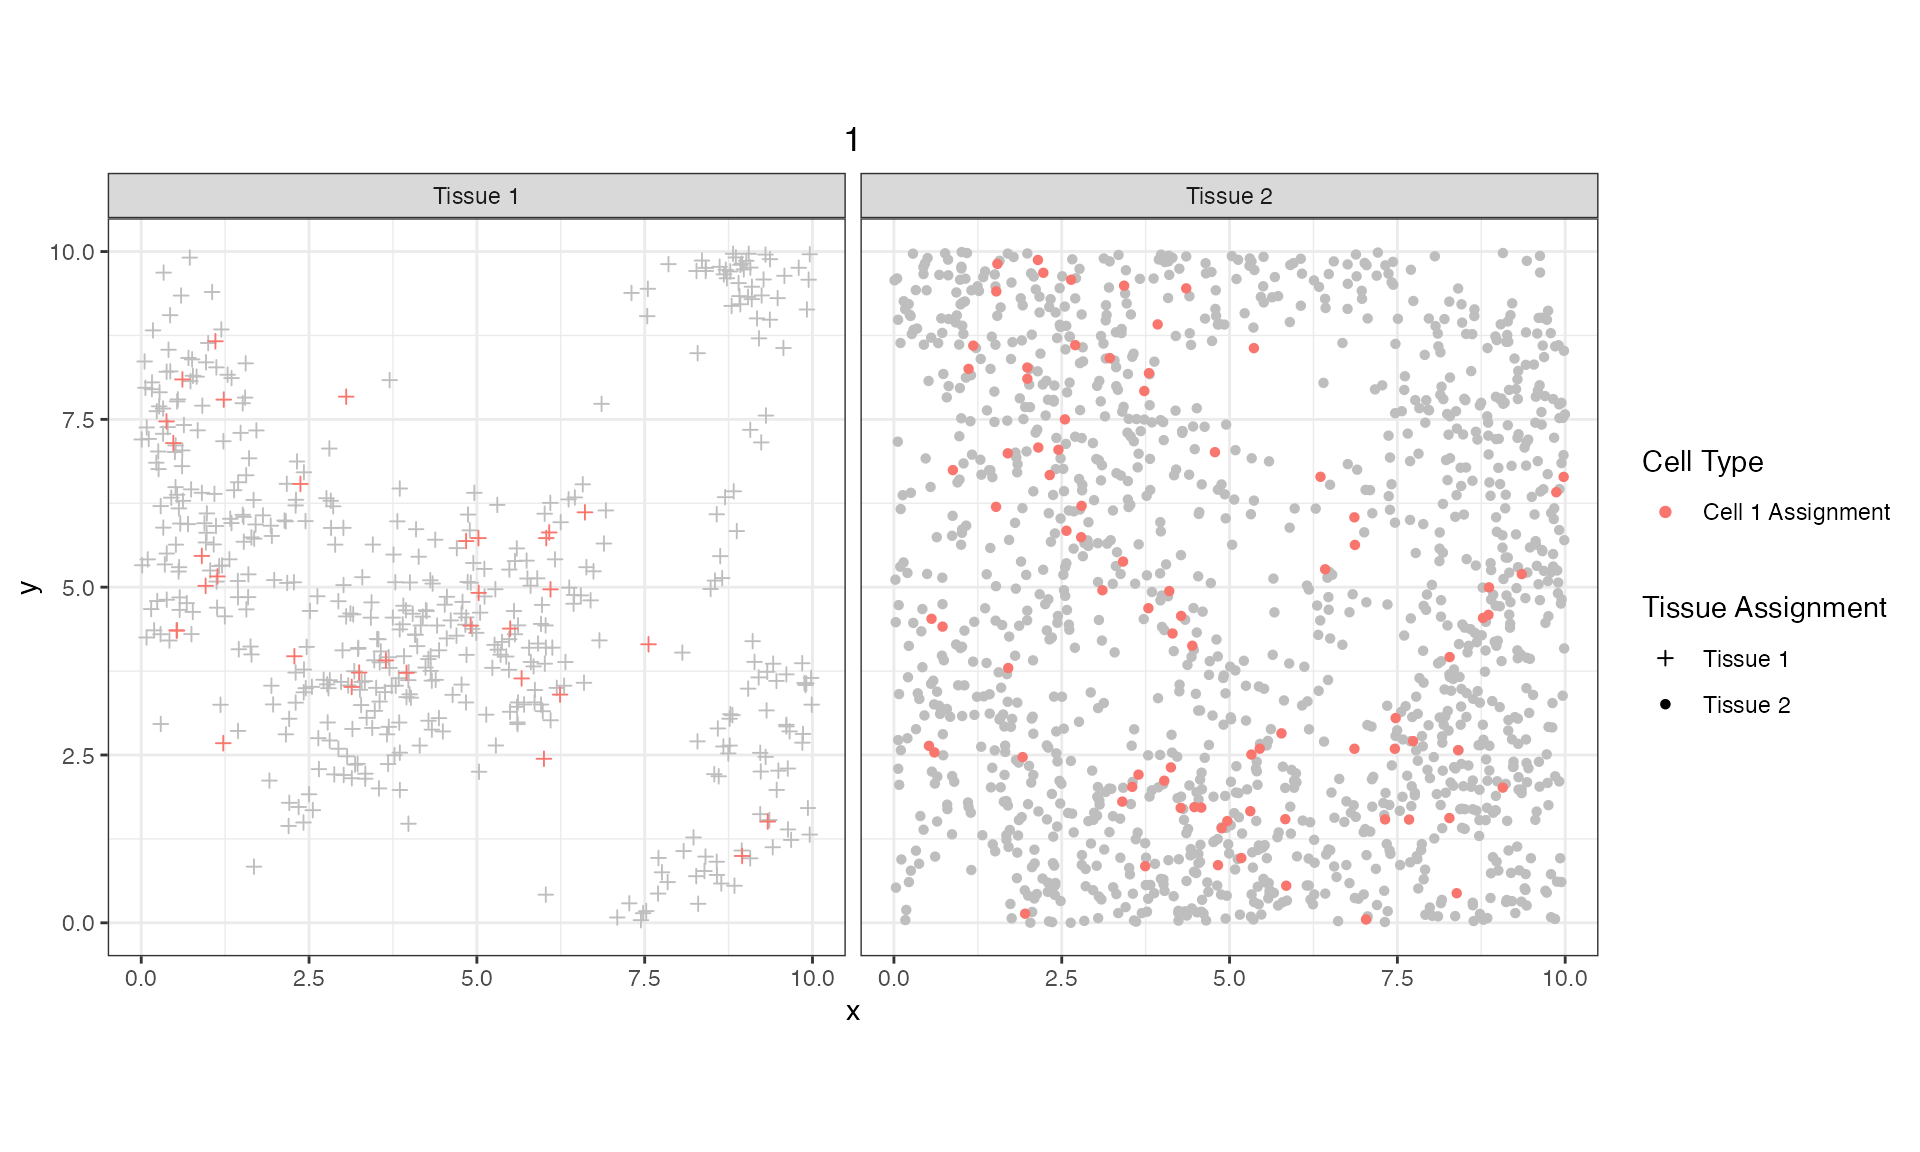 1
Tissue 1
Tissue 2
10.0
7.5
5.0
2.5
0.0
y
0.0 2.5 5.0 7.5 10.0
0.0 2.5 5.0 7.5 10.0
x
Cell Type
Cell 1 Assignment
Tissue Assignment
Tissue 1
Tissue 2